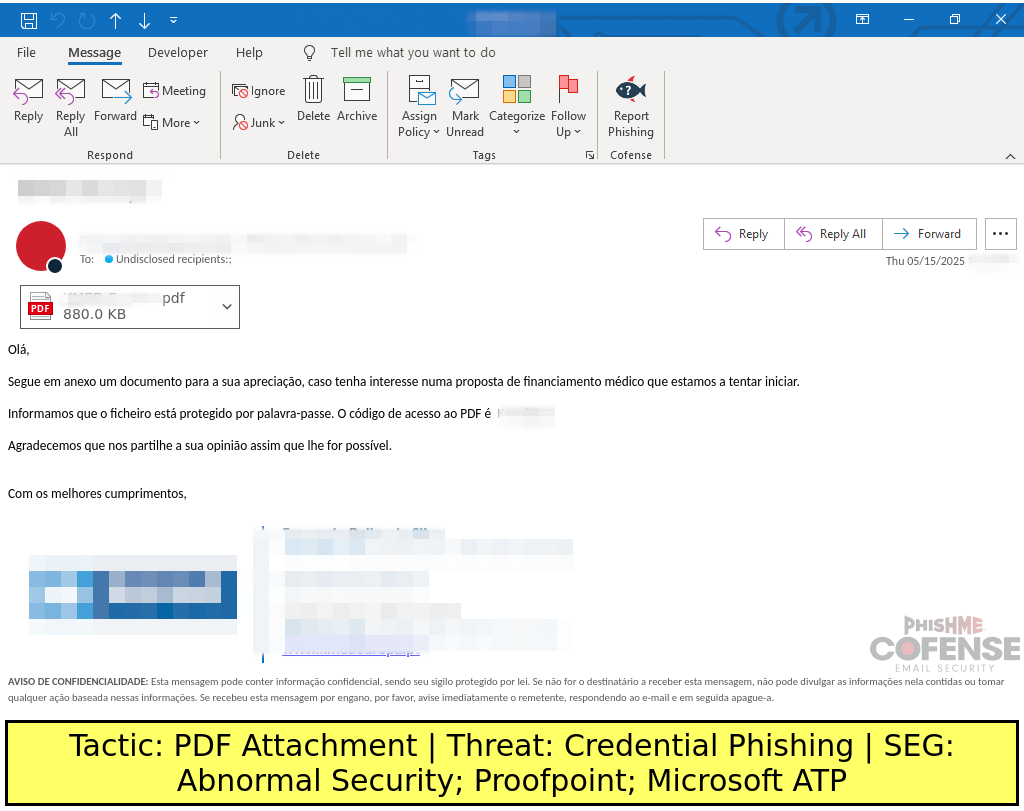 File Message Developer Help Tell me what you want to do
Reply Reply All Forward Meeting More
Respond
Ignore Junk Delete Archive
Delete
Assign Policy Mark Unread Categorize Follow Up
Tags
Report Phishing
Cofense
Reply Reply All Forward
To: Undisclosed recipients:;
Thu 05/15/2025
PDF pdf
880.0 KB
Olá,
Segue em anexo um documento para a sua apreciação, caso tenha interesse numa proposta de financiamento médico que estamos a tentar iniciar.
Informamos que o ficheiro está protegido por palavra-passe. O código de acesso ao PDF é
Agradecemos que nos partilhe a sua opinião assim que lhe for possível.
Com os melhores cumprimentos,
PHISHME
COFENSE
EMAIL SECURITY
AVISO DE CONFIDENCIALIDADE: Esta mensagem pode conter informação confidencial, sendo seu sigilo protegido por lei. Se não for o destinatário a receber esta mensagem, não pode divulgar as informações nela contidas ou tomar
qualquer ação baseada nessas informações. Se recebeu esta mensagem por engano, por favor, avise imediatamente o remetente, respondendo ao e-mail e em seguida apague-a.
Tactic: PDF Attachment | Threat: Credential Phishing | SEG:
Abnormal Security; Proofpoint; Microsoft ATP